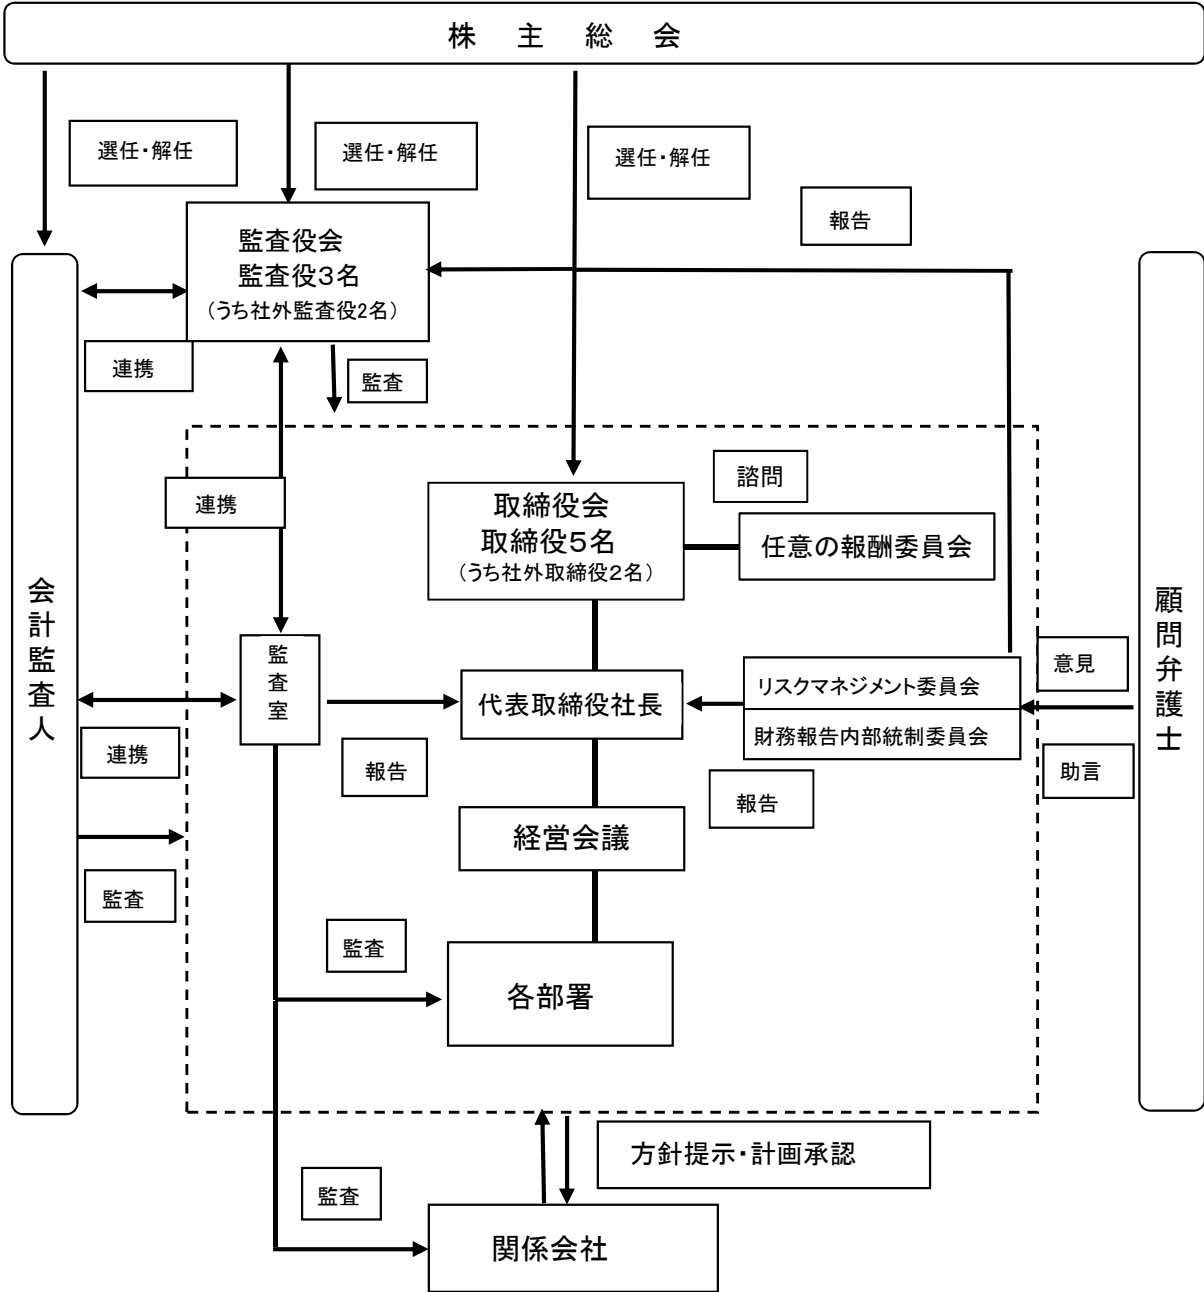 株 主 総 会
選任・解任
選任・解任
選任・解任
報告
監査役会
監査役３名
（うち社外監査役２名）
連携
監査
連携
諮問
取締役会
取締役５名
（うち社外取締役２名）
任意の報酬委員会
会計監査人
顧問弁護士
監査室
代表取締役社長
リスクマネジメント委員会
財務報告内部統制委員会
意見
連携
報告
報告
助言
経営会議
監査
監査
各部署
方針提示・計画承認
監査
関係会社